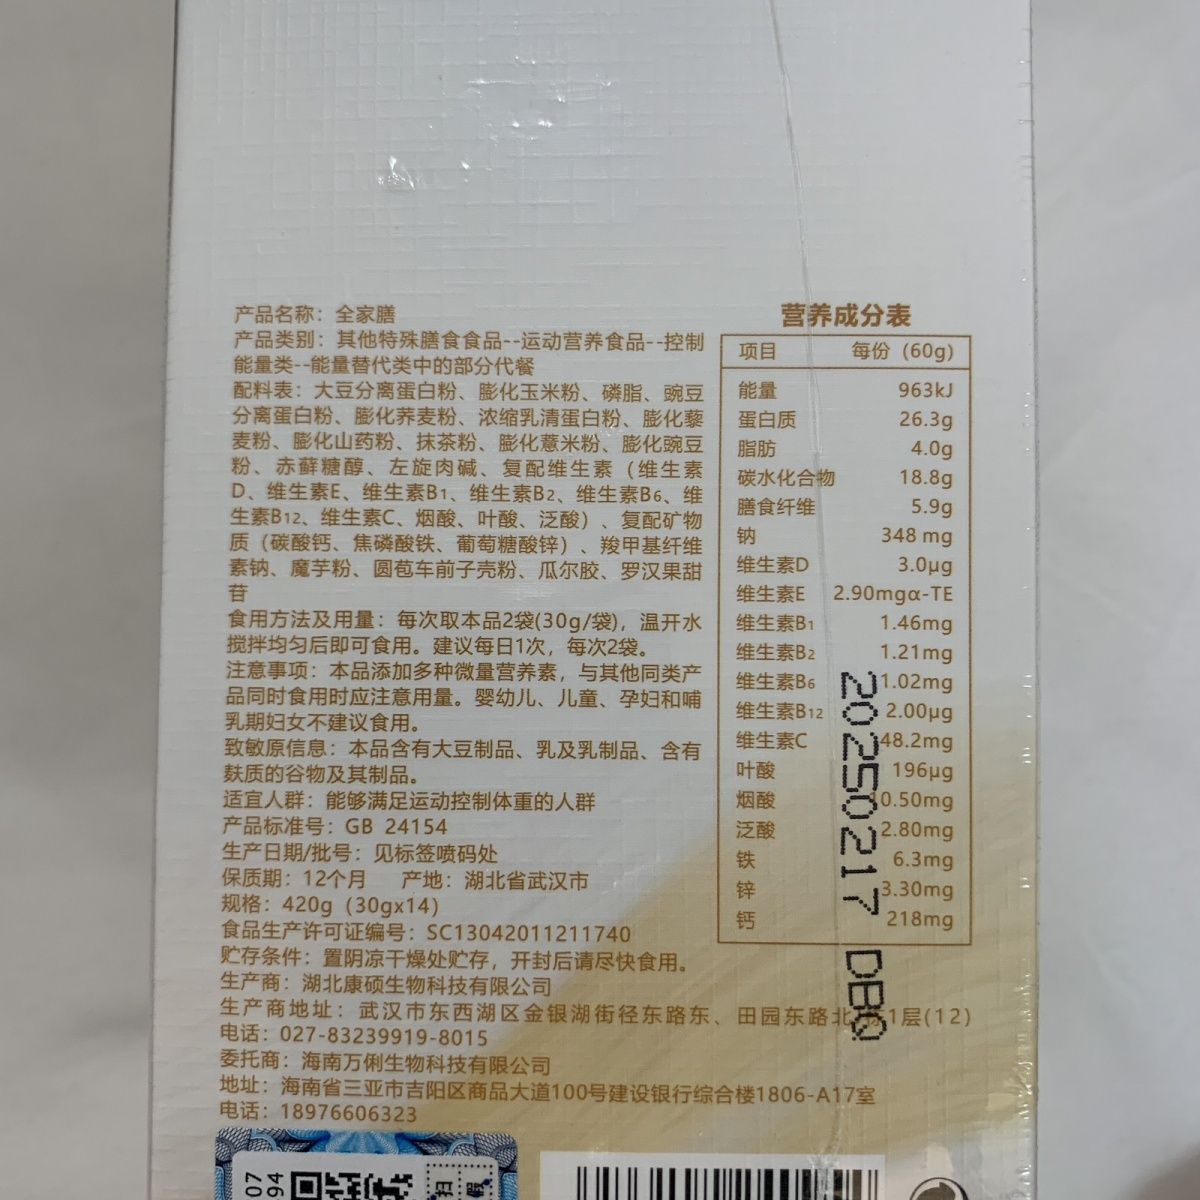 产品名称：全家膳
产品类别：其他特殊膳食食品--运动营养食品--控制
能量类--能量替代类中的部分代餐
配料表：大豆分离蛋白粉、膨化玉米粉、磷脂、豌豆
分离蛋白粉、膨化荞麦粉、浓缩乳清蛋白粉、膨化藜
麦粉、膨化山药粉、抹茶粉、膨化薏米粉、膨化豌豆
粉、赤藓糖醇、左旋肉碱、复配维生素（维生素
D、维生素E、维生素B1、维生素B2、维生素B6、维
生素B12、维生素C、烟酸、叶酸、泛酸）、复配矿物
质（碳酸钙、焦磷酸铁、葡萄糖酸锌）、羧甲基纤维
素钠、魔芋粉、圆苞车前子壳粉、瓜尔胶、罗汉果甜
苷
食用方法及用量：每次取本品2袋(30g/袋)，温开水
搅拌均匀后即可食用。建议每日1次，每次2袋。
注意事项：本品添加多种微量营养素，与其他同类产
品同时食用时应注意用量。婴幼儿、儿童、孕妇和哺
乳期妇女不建议食用。
致敏原信息：本品含有大豆制品、乳及乳制品、含有
麸质的谷物及其制品。
适宜人群：能够满足运动控制体重的人群
产品标准号：GB 24154
生产日期/批号：见标签喷码处
保质期：12个月 产地：湖北省武汉市
规格：420g（30gx14）
食品生产许可证编号：SC13042011211740
贮存条件：置阴凉干燥处贮存，开封后请尽快食用。
生产商：湖北康硕生物科技有限公司
生产商地址：武汉市东西湖区金银湖街径东路东、田园东路北 1层(12)
电话：027-83239919-8015
委托商：海南万俐生物科技有限公司
地址：海南省三亚市吉阳区商品大道100号建设银行综合楼1806-A17室
电话：18976606323
营养成分表
项目 每份（60g）
能量 963kJ
蛋白质 26.3g
脂肪 4.0g
碳水化合物 18.8g
膳食纤维 5.9g
钠 348 mg
维生素D 3.0μg
维生素E 2.90mgα-TE
维生素B1 1.46mg
维生素B2 1.21mg
维生素B6 1.02mg
维生素B12 2.00μg
维生素C 48.2mg
叶酸 196μg
烟酸 10.50mg
泛酸 2.80mg
铁 6.3mg
锌 3.30mg
钙 218mg
20250217 DBQ
07
94
扫